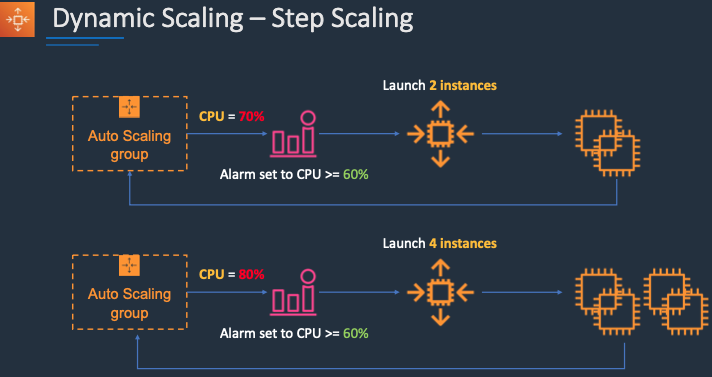 Dynamic Scaling – Step Scaling
Launch 2 instances
CPU = 70%
Auto Scaling
group
Alarm set to CPU >= 60%
Launch 4 instances
CPU = 80%
Auto Scaling
group
Alarm set to CPU >= 60%